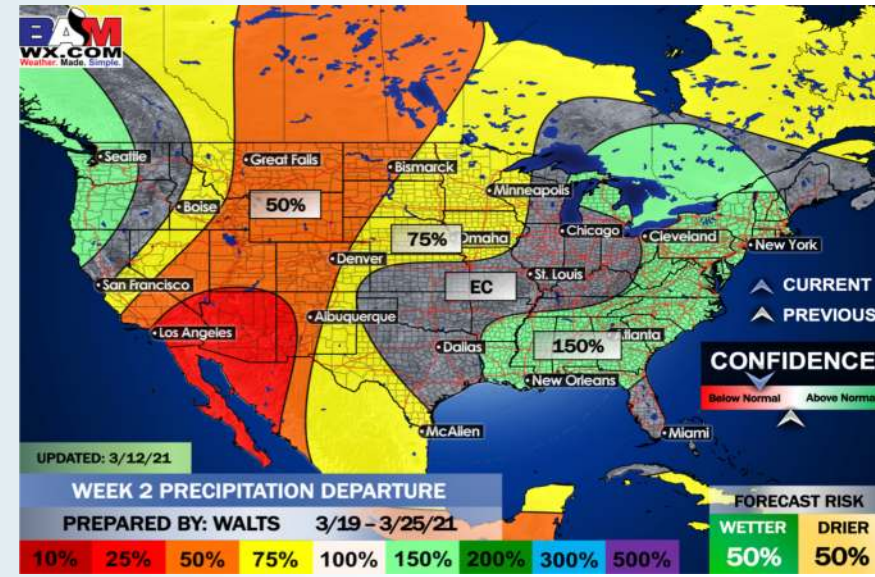 BAM
WX.COM
Weather. Made. Simple.
Seattle
Great Falls
Bismarck
Minneapolis
Boise
50%
75%
Omaha
Chicago
Cleveland
New York
Denver
San Francisco
EC
St. Louis
CURRENT
Albuquerque
PREVIOUS
Los Angeles
Dallas
150%
Atlanta
New Orleans
CONFIDENCE
Below Normal
Above Norma
McAllen
Miami
UPDATED: 3/12/21
WEEK 2 PRECIPITATION DEPARTURE
PREPARED BY: WALTS 3/19 – 3/25/21
10% 25% 50% 75% 100% 150% 200% 300% 500%
FORECAST RISK
WETTER DRIER
50% 50%